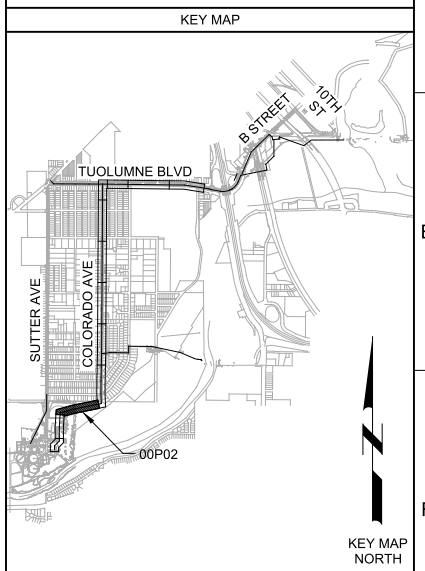 KEY MAP
B STREET
10TH
ST
TUOLUMNE BLVD
SUTTER AVE
COLORADO AVE
00P02
N
KEY MAP
NORTH